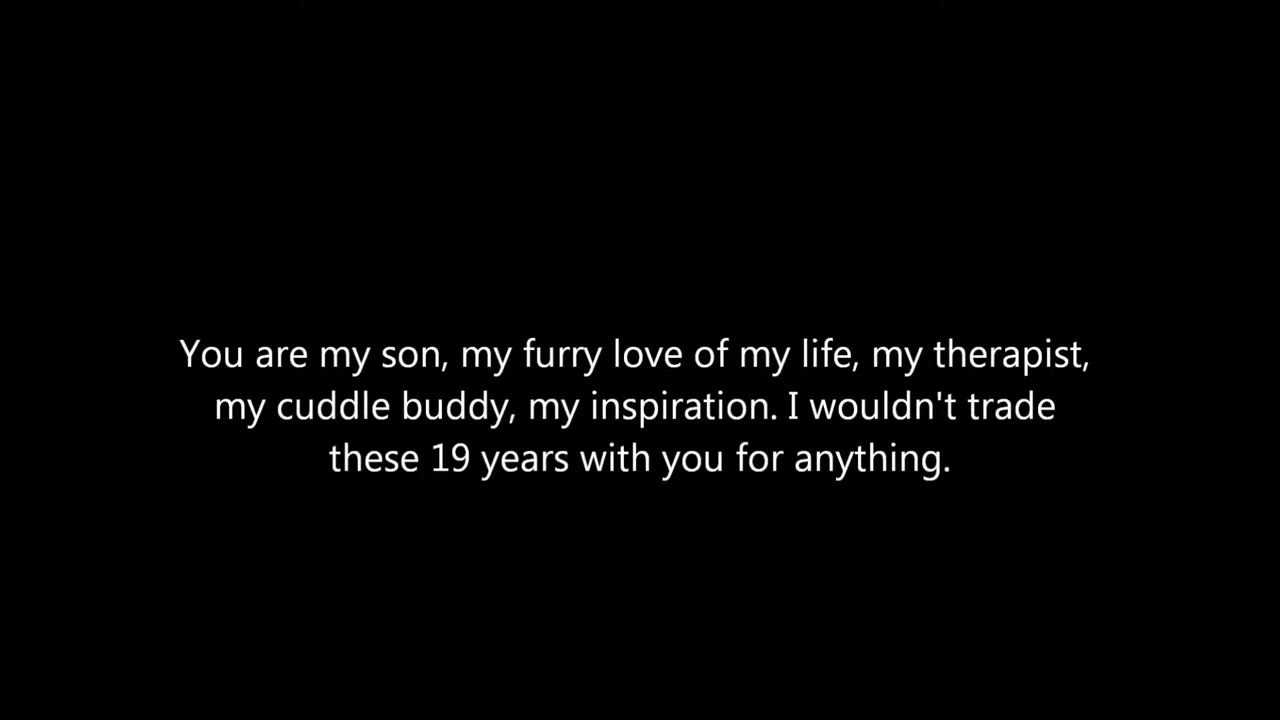 You are my son, my furry love of my life, my therapist,
my cuddle buddy, my inspiration. I wouldn't trade
these 19 years with you for anything.